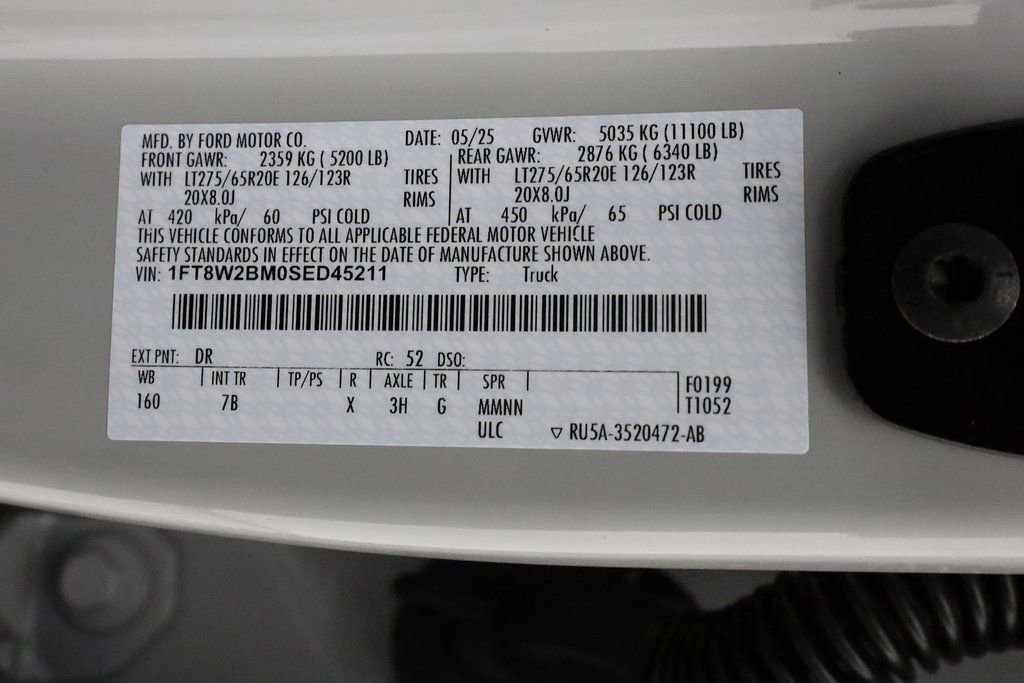 MFD. BY FORD MOTOR CO. DATE: 05/25 GVWR: 5035 KG (11100 LB)
FRONT GAWR: 2359 KG ( 5200 LB) REAR GAWR: 2876 KG ( 6340 LB)
WITH LT275/65R20E 126/123R TIRES WITH LT275/65R20E 126/123R TIRES
20X8.0J RIMS 20X8.0J RIMS
AT 420 kPa/ 60 PSI COLD AT 450 kPa/ 65 PSI COLD
THIS VEHICLE CONFORMS TO ALL APPLICABLE FEDERAL MOTOR VEHICLE
SAFETY STANDARDS IN EFFECT ON THE DATE OF MANUFACTURE SHOWN ABOVE.
VIN: 1FT8W2BM0SED45211 TYPE: Truck
EXT PNT: DR RC: 52 DSO:
WB INT TR TP/PS R AXLE TR SPR F0199
160 7B X 3H G MMNN T1052
ULC ▽ RU5A-3520472-AB